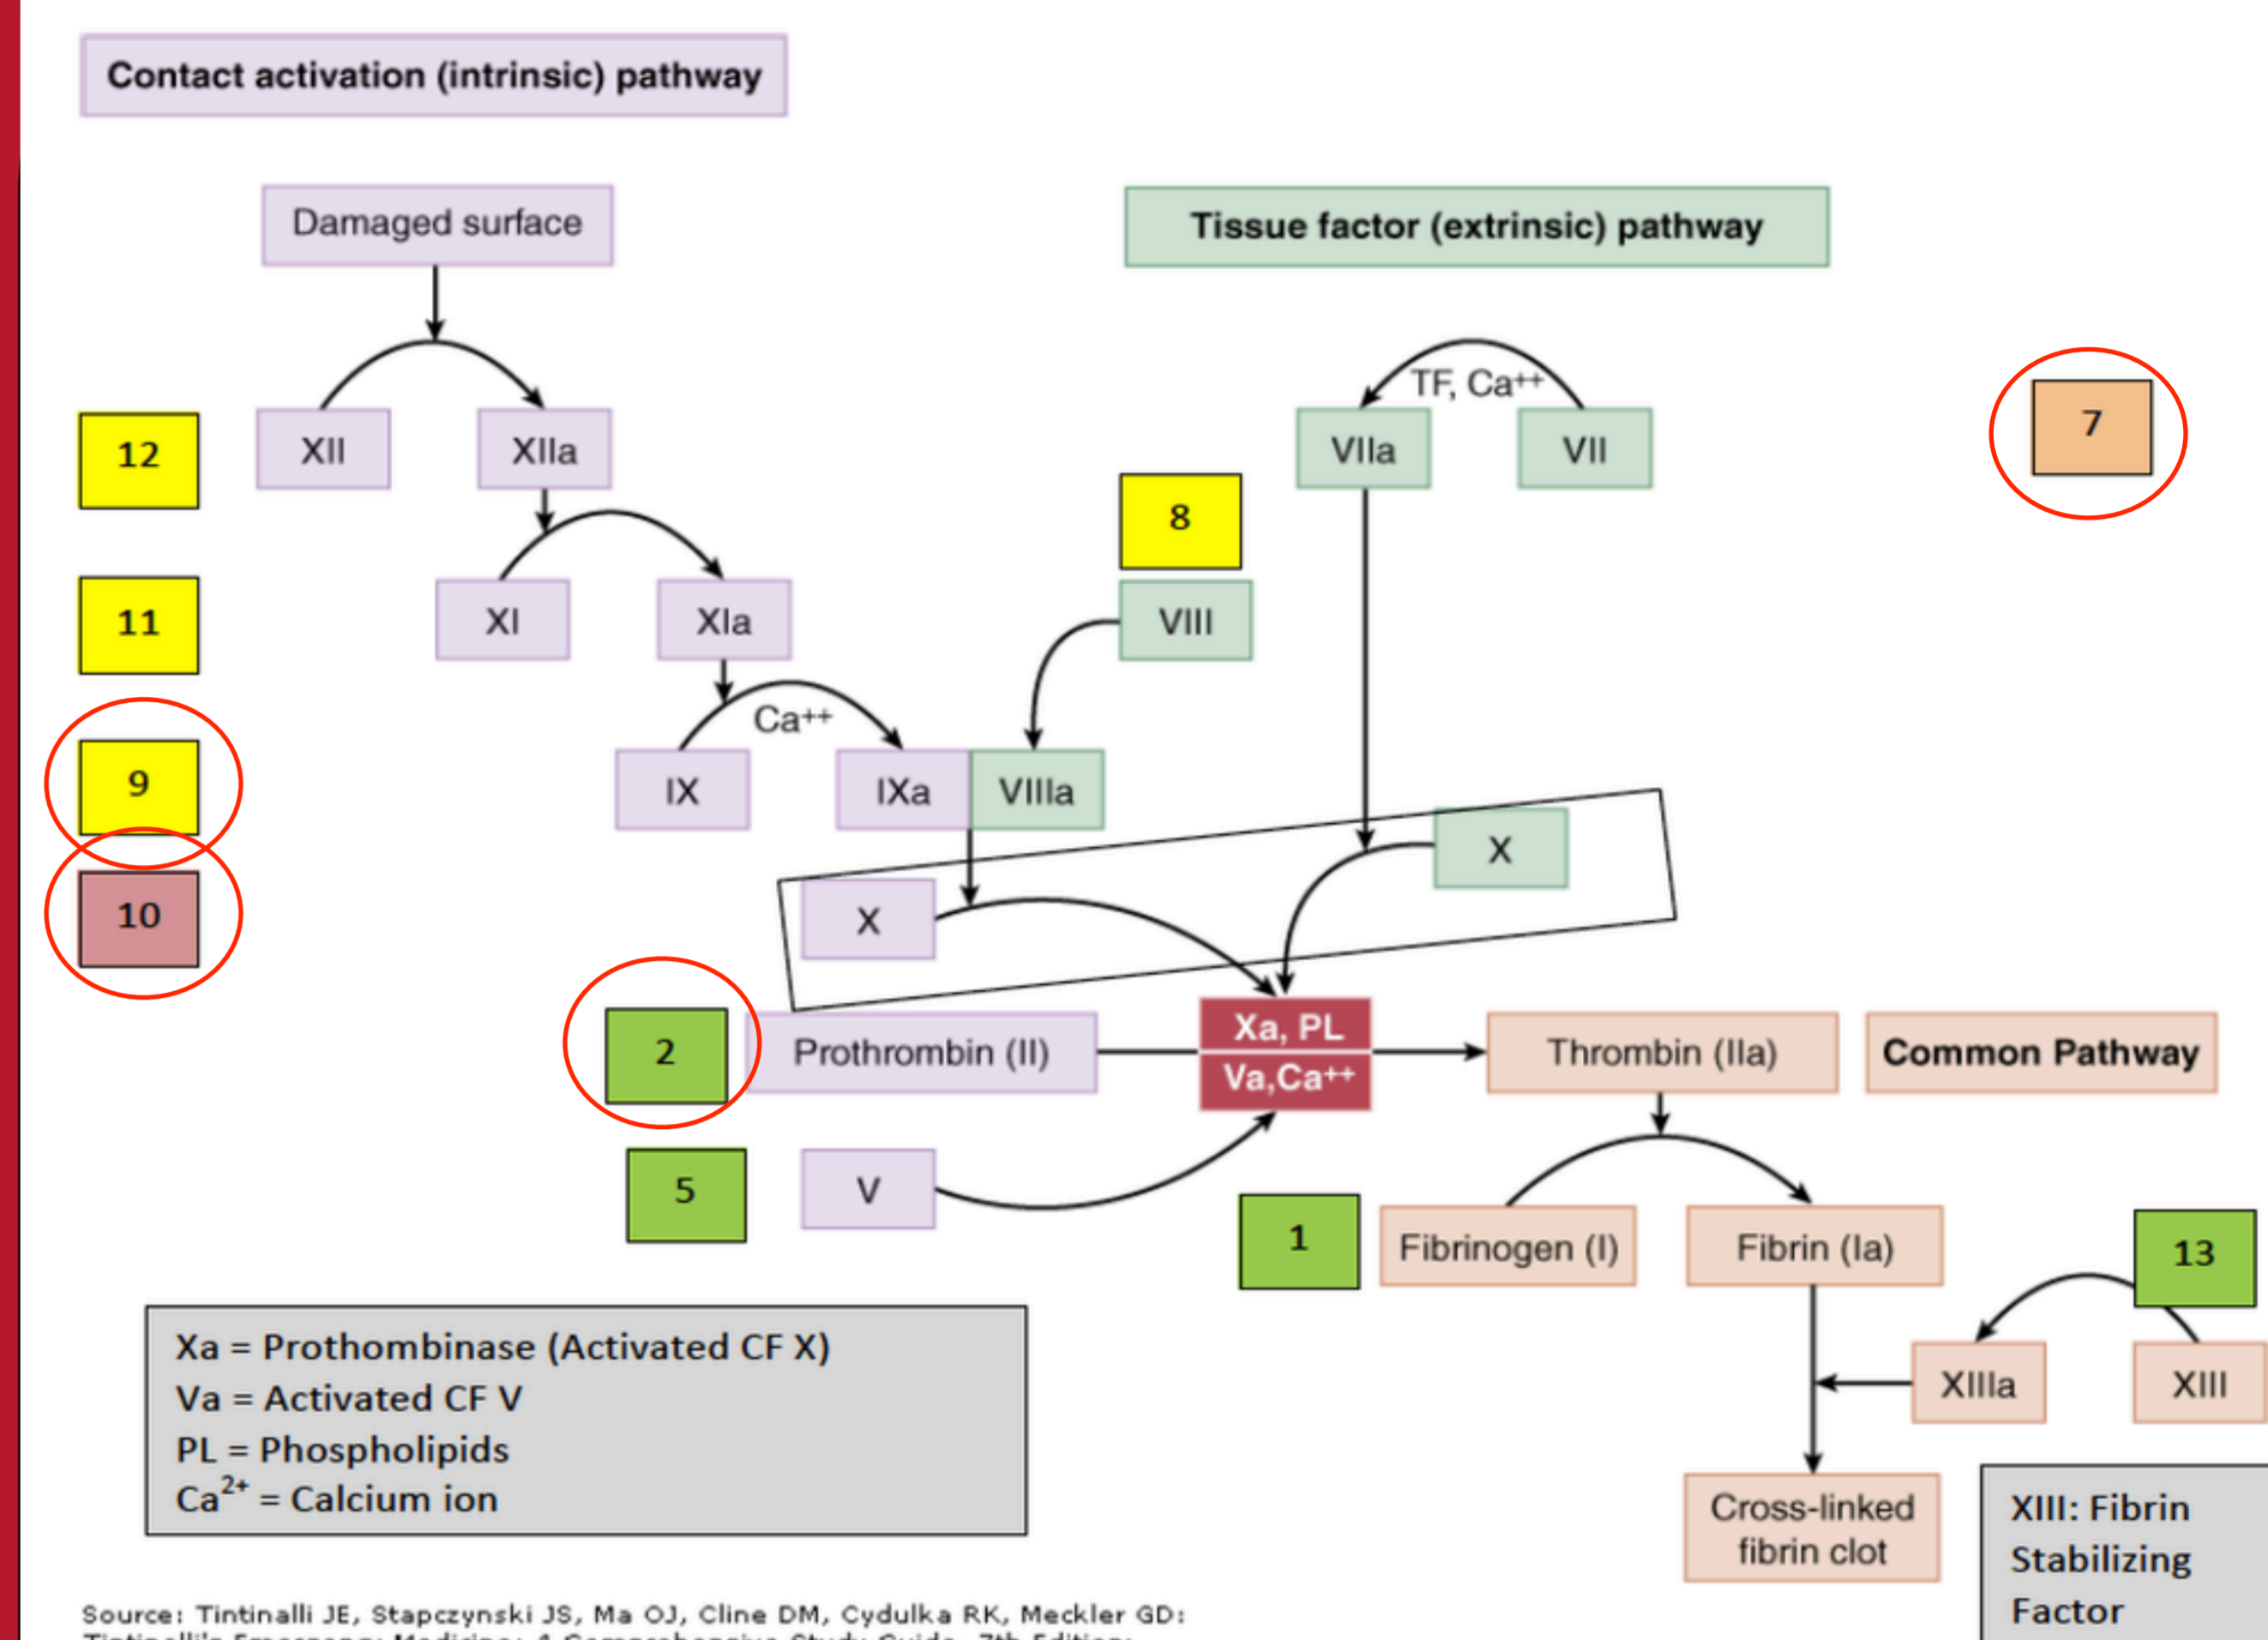 Contact activation (intrinsic) pathway
Damaged surface
Tissue factor (extrinsic) pathway
TF, Ca++
7
12
XII
XIIa
VIIa
VII
8
11
XI
XIa
VIII
Ca++
9
IX
IXa
VIIIa
X
10
X
2
Prothrombin (II)
Xa, PL
Va,Ca++
Thrombin (IIa)
Common Pathway
5
V
1
Fibrinogen (I)
Fibrin (Ia)
13
XIIIa
XIII
Xa = Prothombinase (Activated CF X)
Va = Activated CF V
PL = Phospholipids
Ca2+ = Calcium ion
Cross-linked
fibrin clot
XIII: Fibrin
Stabilizing
Factor
Source: Tintinalli JE, Stapczynski JS, Ma OJ, Cline DM, Cydulka RK, Meckler GD: